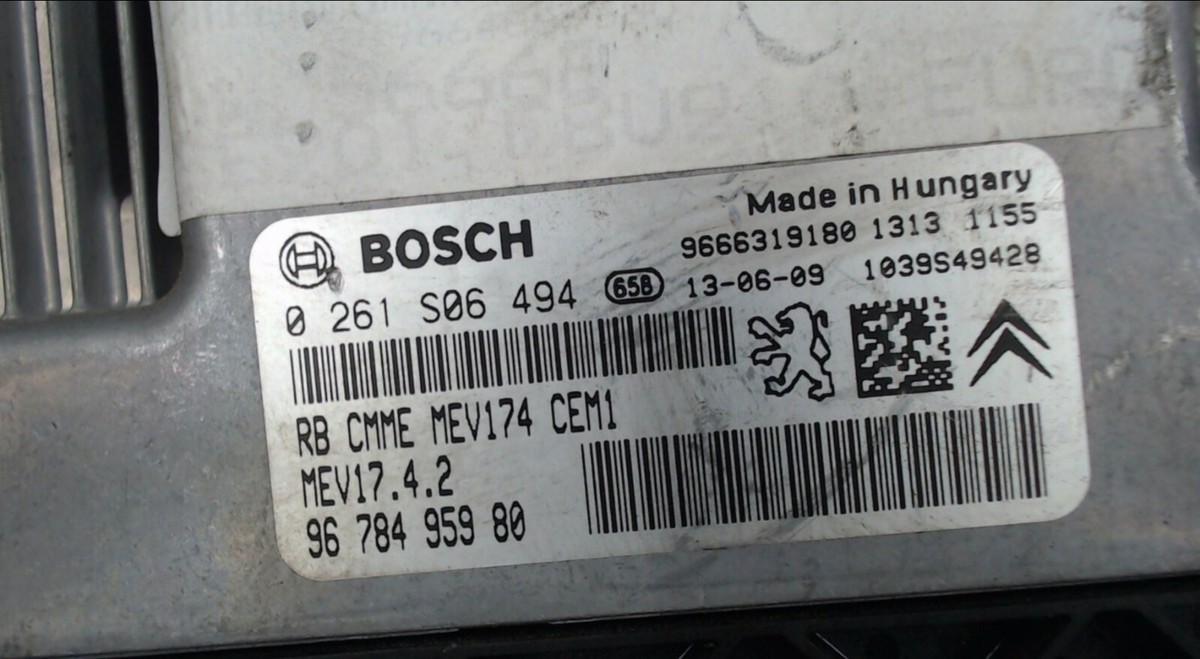 Made in Hungary
BOSCH
9666319180 1313 1155
0 261 S06 494 65B 13-06-09 1039S49428
RB CMME MEV174 CEM1
MEV17.4.2
96 784 959 80